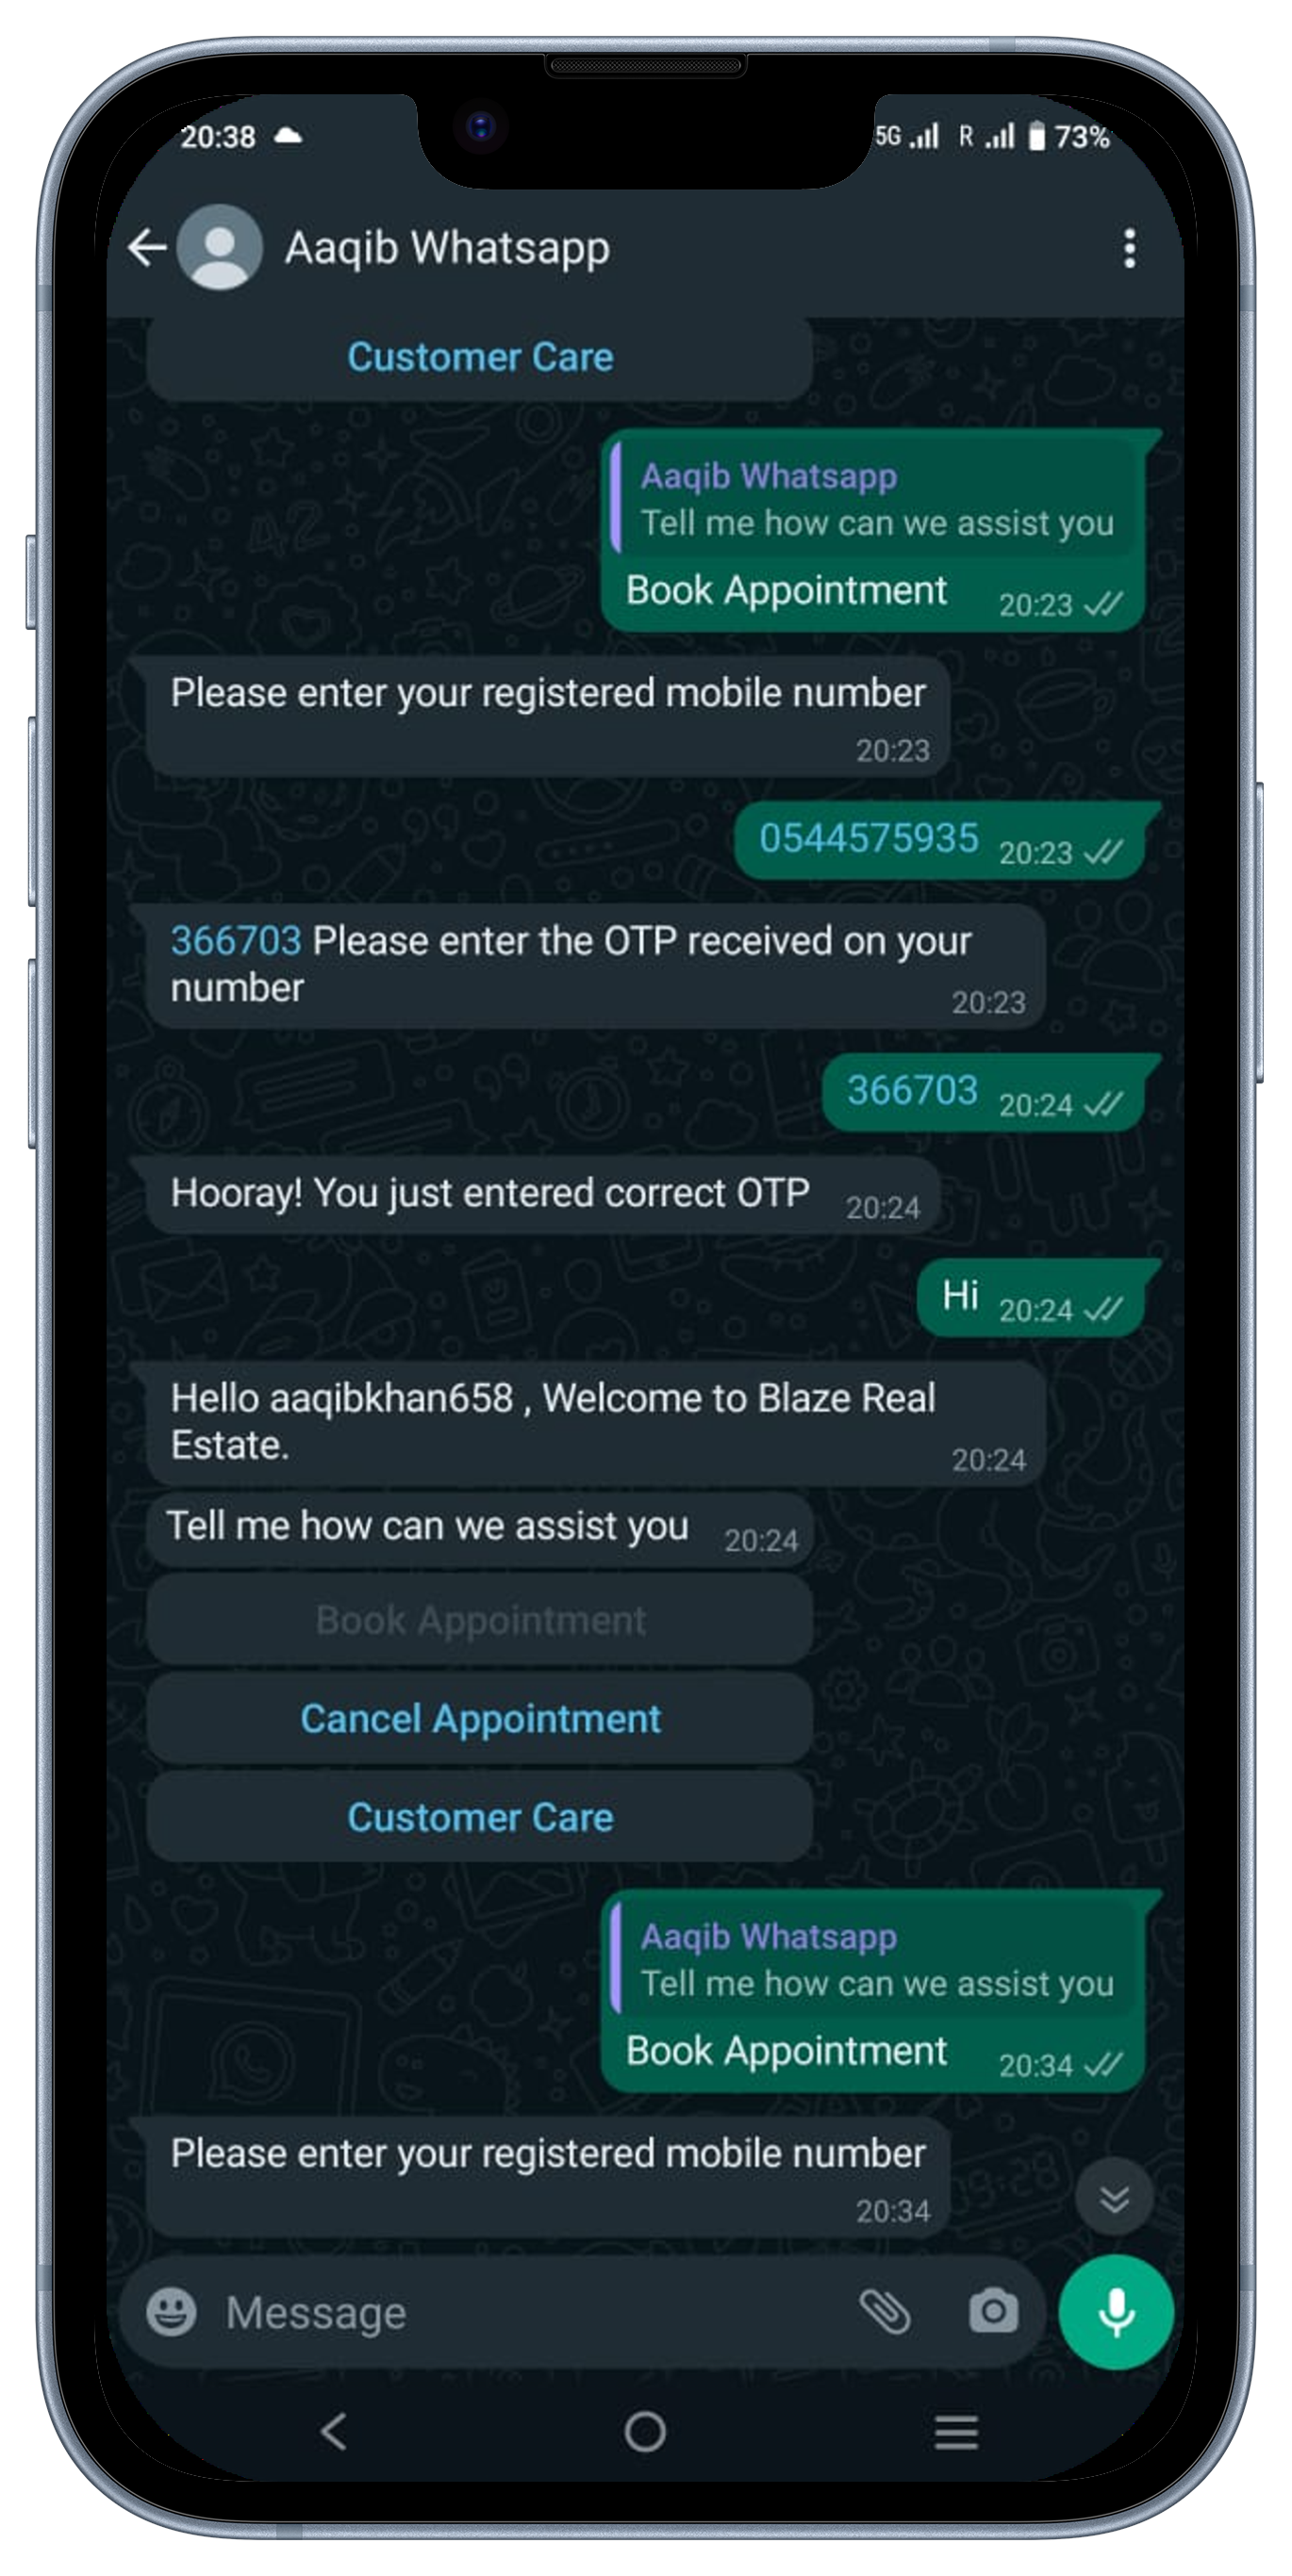 20:38
5G R 73%
Aaqib Whatsapp
Customer Care
Aaqib Whatsapp
Tell me how can we assist you
Book Appointment 20:23
Please enter your registered mobile number
20:23
0544575935 20:23
366703 Please enter the OTP received on your
number 20:23
366703 20:24
Hooray! You just entered correct OTP 20:24
Hi 20:24
Hello aaqibkhan658 , Welcome to Blaze Real
Estate. 20:24
Tell me how can we assist you 20:24
Book Appointment
Cancel Appointment
Customer Care
Aaqib Whatsapp
Tell me how can we assist you
Book Appointment 20:34
Please enter your registered mobile number
20:34
Message